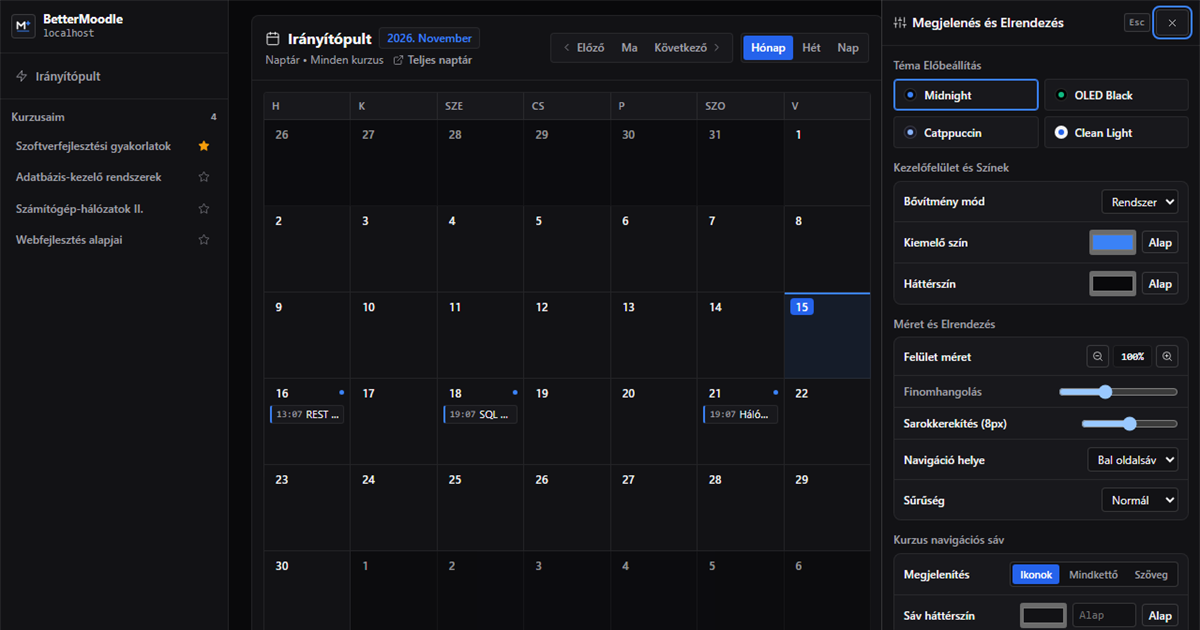 BetterMoodle
localhost
Irányítópult
Kurzusaim 4
Szoftverfejlesztési gyakorlatok
Adatbázis-kezelő rendszerek
Számítógép-hálózatok II.
Webfejlesztés alapjai
Irányítópult 2026. November
Naptár • Minden kurzus Teljes naptár
Előző Ma Következő
Hónap Hét Nap
H K SZE CS P SZO V
26 27 28 29 30 31 1
2 3 4 5 6 7 8
9 10 11 12 13 14 15
16 17 18 19 20 21 22
13:07 REST ... 19:07 SQL ... 19:07 Háló...
23 24 25 26 27 28 29
30 1 2 3 4 5 6
Megjelenés és Elrendezés Esc
Téma Előbeállítás
Midnight OLED Black
Catppuccin Clean Light
Kezelőfelület és Színek
Bővítmény mód Rendszer
Kiemelő szín Alap
Háttérszín Alap
Méret és Elrendezés
Felület méret 100%
Finomhangolás
Sarokkerekítés (8px)
Navigáció helye Bal oldalsáv
Sűrűség Normál
Kurzus navigációs sáv
Megjelenítés Ikonok Mindkettő Szöveg
Sáv háttérszín Alap Alap